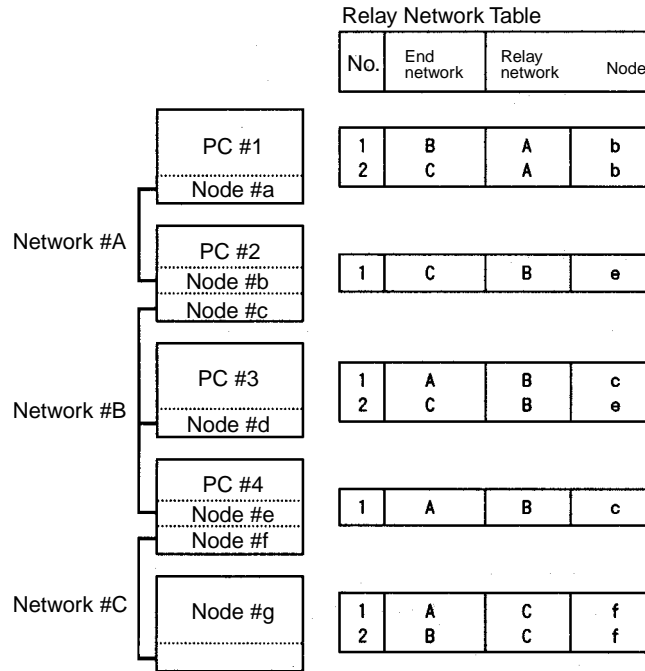 Relay Network Table
No. End network Relay network Node
PC #1
Node #a
1 B A b
2 C A b
Network #A
PC #2
Node #b
Node #c
1 C B e
Network #B
PC #3
Node #d
1 A B c
2 C B e
PC #4
Node #e
Node #f
1 A B c
Network #C
Node #g
1 A C f
2 B C f